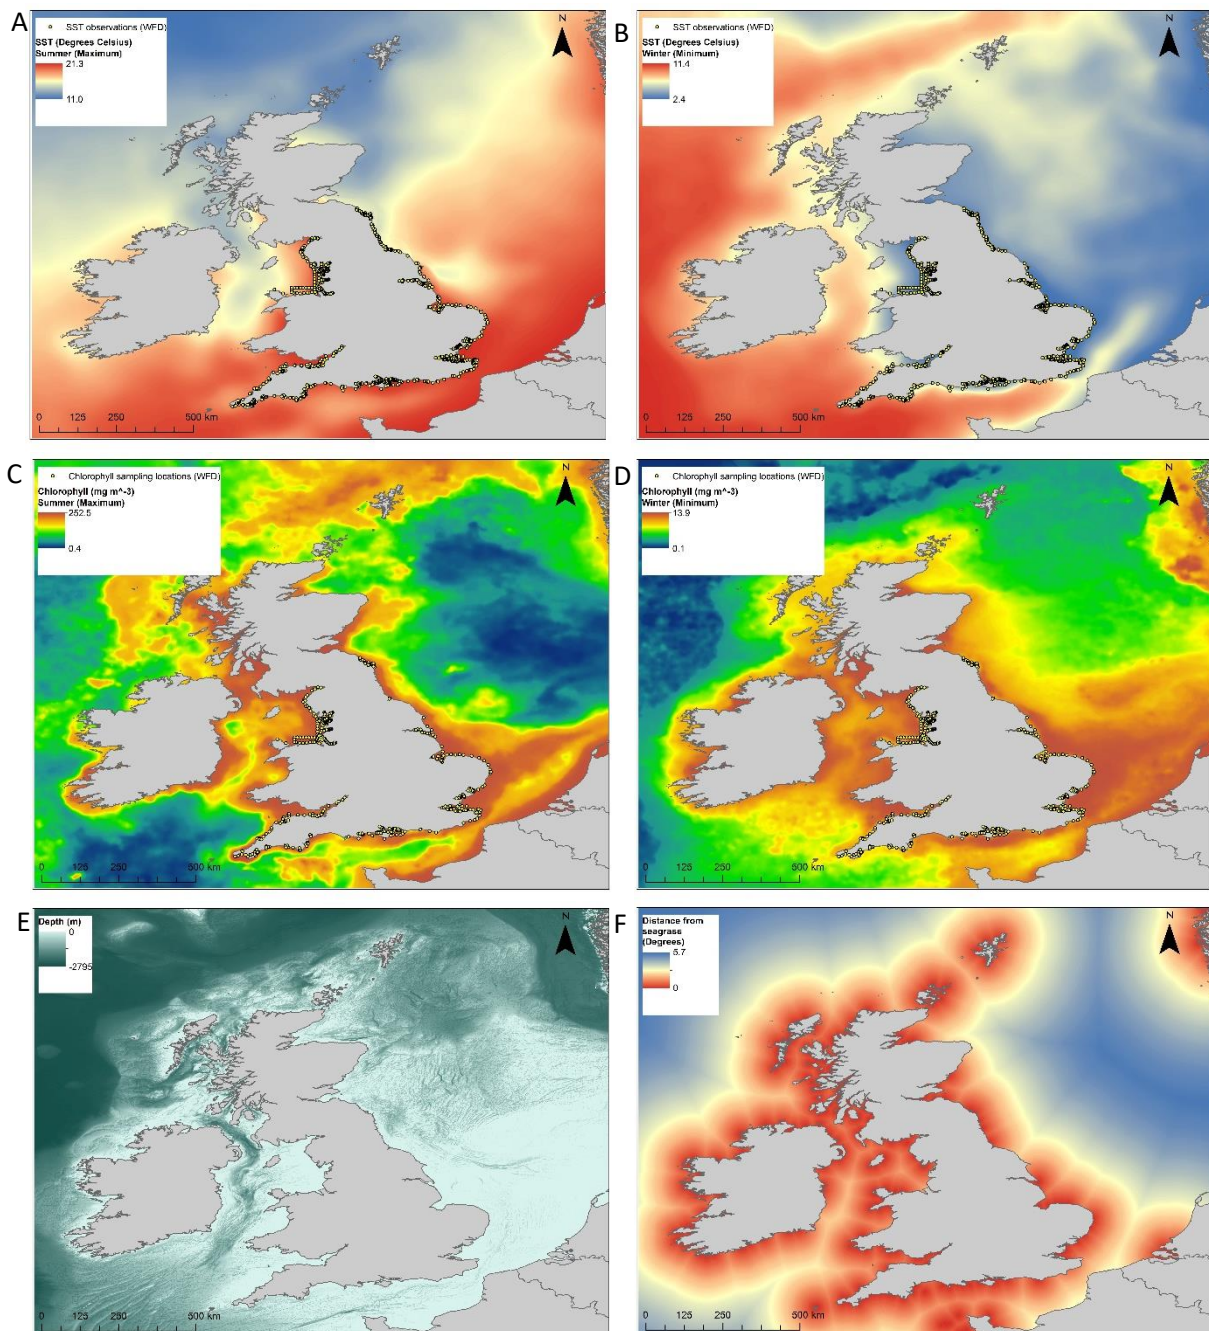 A
SST observations (WFD)
SST (Degrees Celsius)
Summer (Maximum)
21.3
11.0
N
0 125 250 500 km
B
SST observations (WFD)
SST (Degrees Celsius)
Winter (Minimum)
11.4
2.4
N
0 125 250 500 km
C
Chlorophyll sampling locations (WFD)
Chlorophyll (mg m^-3)
Summer (Maximum)
252.5
0.4
N
0 125 250 500 km
D
Chlorophyll sampling locations (WFD)
Chlorophyll (mg m^-3)
Winter (Minimum)
13.9
0.1
N
0 125 250 500 km
E
Depth (m)
0
-2795
N
0 125 250 500 km
F
Distance from
seagrass
(Degrees)
5.7
0
N
0 125 250 500 km